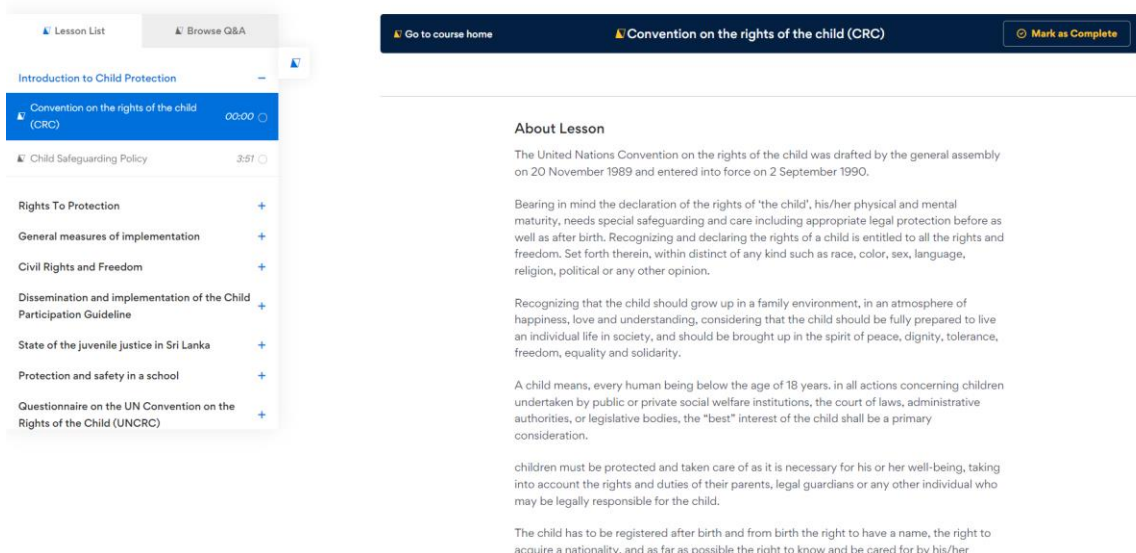 Lesson List
Browse Q&A
Introduction to Child Protection
Convention on the rights of the child
(CRC)
00:00
Child Safeguarding Policy
3:51
Rights To Protection
General measures of implementation
Civil Rights and Freedom
Dissemination and implementation of the Child
Participation Guideline
State of the juvenile justice in Sri Lanka
Protection and safety in a school
Questionnaire on the UN Convention on the
Rights of the Child (UNCRC)
Go to course home
Convention on the rights of the child (CRC)
Mark as Complete
About Lesson
The United Nations Convention on the rights of the child was drafted by the general assembly
on 20 November 1989 and entered into force on 2 September 1990.
Bearing in mind the declaration of the rights of ‘the child’, his/her physical and mental
maturity, needs special safeguarding and care including appropriate legal protection before as
well as after birth. Recognizing and declaring the rights of a child is entitled to all the rights and
freedom. Set forth therein, within distinct of any kind such as race, color, sex, language,
religion, political or any other opinion.
Recognizing that the child should grow up in a family environment, in an atmosphere of
happiness, love and understanding, considering that the child should be fully prepared to live
an individual life in society, and should be brought up in the spirit of peace, dignity, tolerance,
freedom, equality and solidarity.
A child means, every human being below the age of 18 years. in all actions concerning children
undertaken by public or private social welfare institutions, the court of laws, administrative
authorities, or legislative bodies, the “best” interest of the child shall be a primary
consideration.
children must be protected and taken care of as it is necessary for his or her well-being, taking
into account the rights and duties of their parents, legal guardians or any other individual who
may be legally responsible for the child.
The child has to be registered after birth and from birth the right to have a name, the right to
acquire a nationality, and as far as possible the right to know and be cared for by his/her